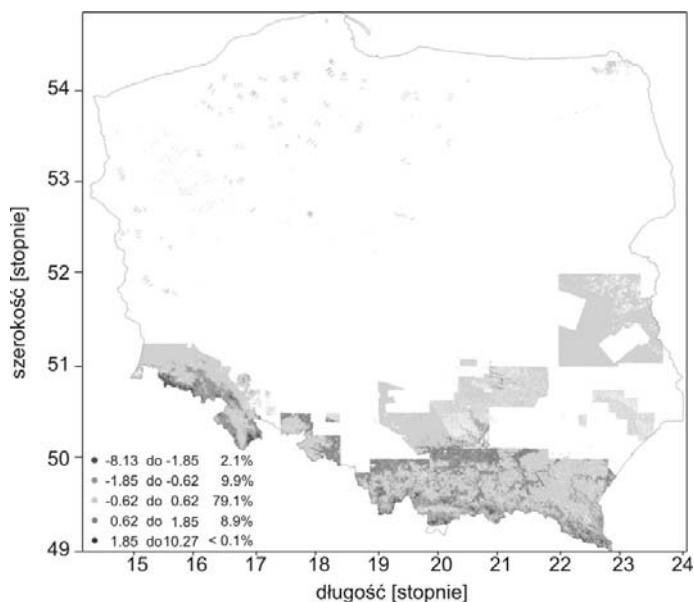 54
53
52
51
50
49
szerokość [stopnie]
-8.13 do -1.85 2.1%
-1.85 do -0.62 9.9%
-0.62 do 0.62 79.1%
0.62 do 1.85 8.9%
1.85 do10.27 < 0.1%
15 16 17 18 19 20 21 22 23 24
długość [stopnie]